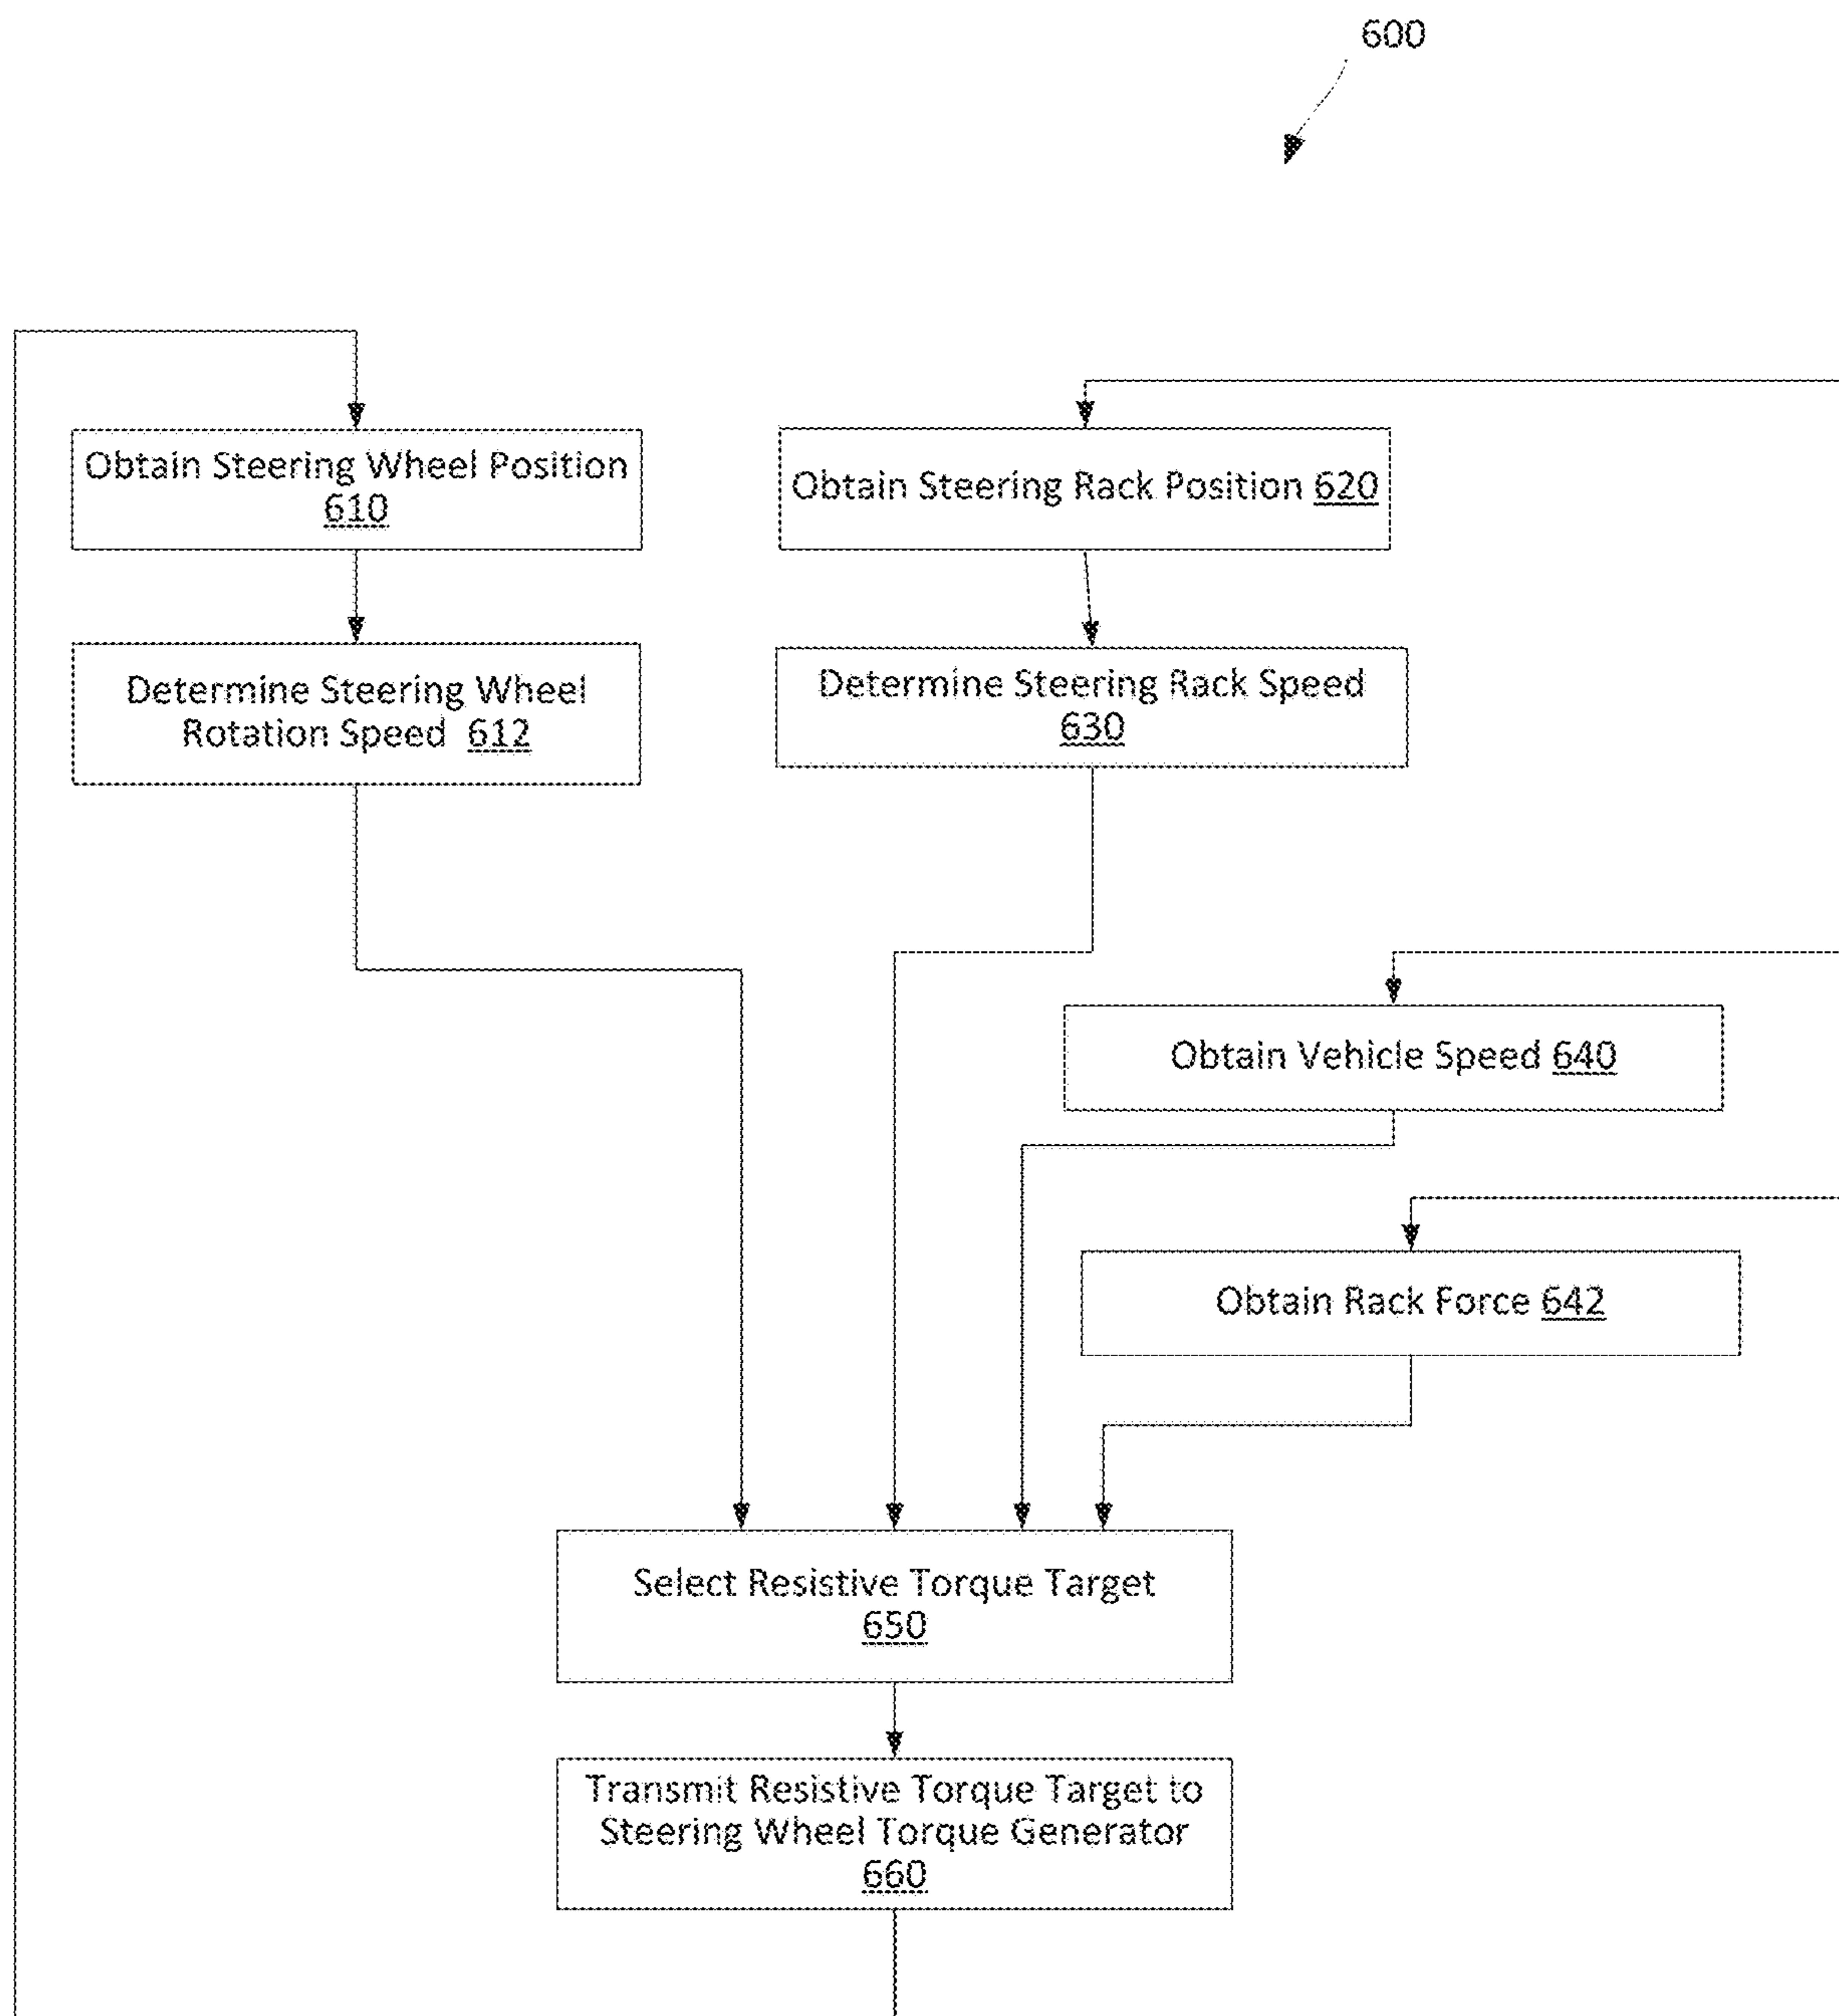 600
Obtain Steering Wheel Position
610
Obtain Steering Rack Position 620
Determine Steering Wheel
Rotation Speed 612
Determine Steering Rack Speed
630
Obtain Vehicle Speed 640
Obtain Rack Force 642
Select Resistive Torque Target
650
Transmit Resistive Torque Target to
Steering Wheel Torque Generator
660